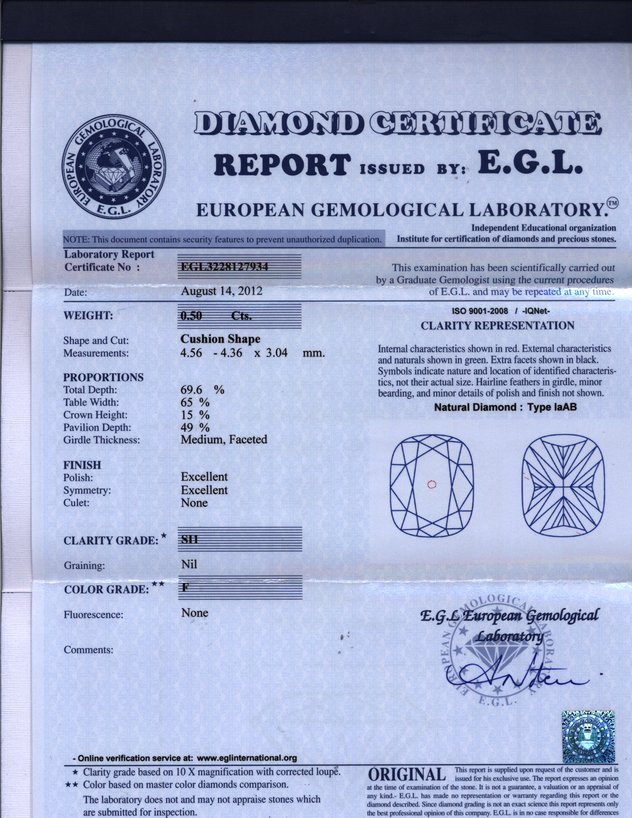 DIAMOND CERTIFICATE
REPORT ISSUED BY: E.G.L.
EUROPEAN GEMOLOGICAL LABORATORY.™
EUROPEAN GEMOLOGICAL LABORATORY
E.G.L.
Independent Educational organization
Institute for certification of diamonds and precious stones.
NOTE: This document contains security features to prevent unauthorized duplication.
Laboratory Report
Certificate No : EGL3228127934
Date: August 14, 2012
WEIGHT: 0.50 Cts.
Shape and Cut: Cushion Shape
Measurements: 4.56 - 4.36 x 3.04 mm.
PROPORTIONS
Total Depth: 69.6 %
Table Width: 65 %
Crown Height: 15 %
Pavilion Depth: 49 %
Girdle Thickness: Medium, Faceted
FINISH
Polish: Excellent
Symmetry: Excellent
Culet: None
CLARITY GRADE: * SI1
Graining: Nil
COLOR GRADE: ** F
Fluorescence: None
Comments:
This examination has been scientifically carried out
by a Graduate Gemologist using the current procedures
of E.G.L. and may be repeated at any time.
ISO 9001-2008 / -IQNet-
CLARITY REPRESENTATION
Internal characteristics shown in red. External characteristics
and naturals shown in green. Extra facets shown in black.
Symbols indicate nature and location of identified characteris-
tics, not their actual size. Hairline feathers in girdle, minor
bearding, and minor details of polish and finish not shown.
Natural Diamond : Type IaAB
E.G.L European Gemological
Laboratory
EUROPEAN GEMOLOGICAL LABORATORY
E.G.L.
- Online verification service at: www.eglinternational.org
* Clarity grade based on 10 X magnification with corrected loupe.
** Color based on master color diamonds comparison.
The laboratory does not and may not appraise stones which
are submitted for inspection.
ORIGINAL This report is supplied upon request of the customer and is
issued for his exclusive use. The report expresses an opinion
at the time of examination of the stone. It is not a guarantee, a valuation or an appraisal of
any kind.- E.G.L. has made no representation or warranty regarding this report or the
diamond described. Since diamond grading is not an exact science this report represents only
the best professional opinion of this company. E.G.L. is in no case responsible for differences